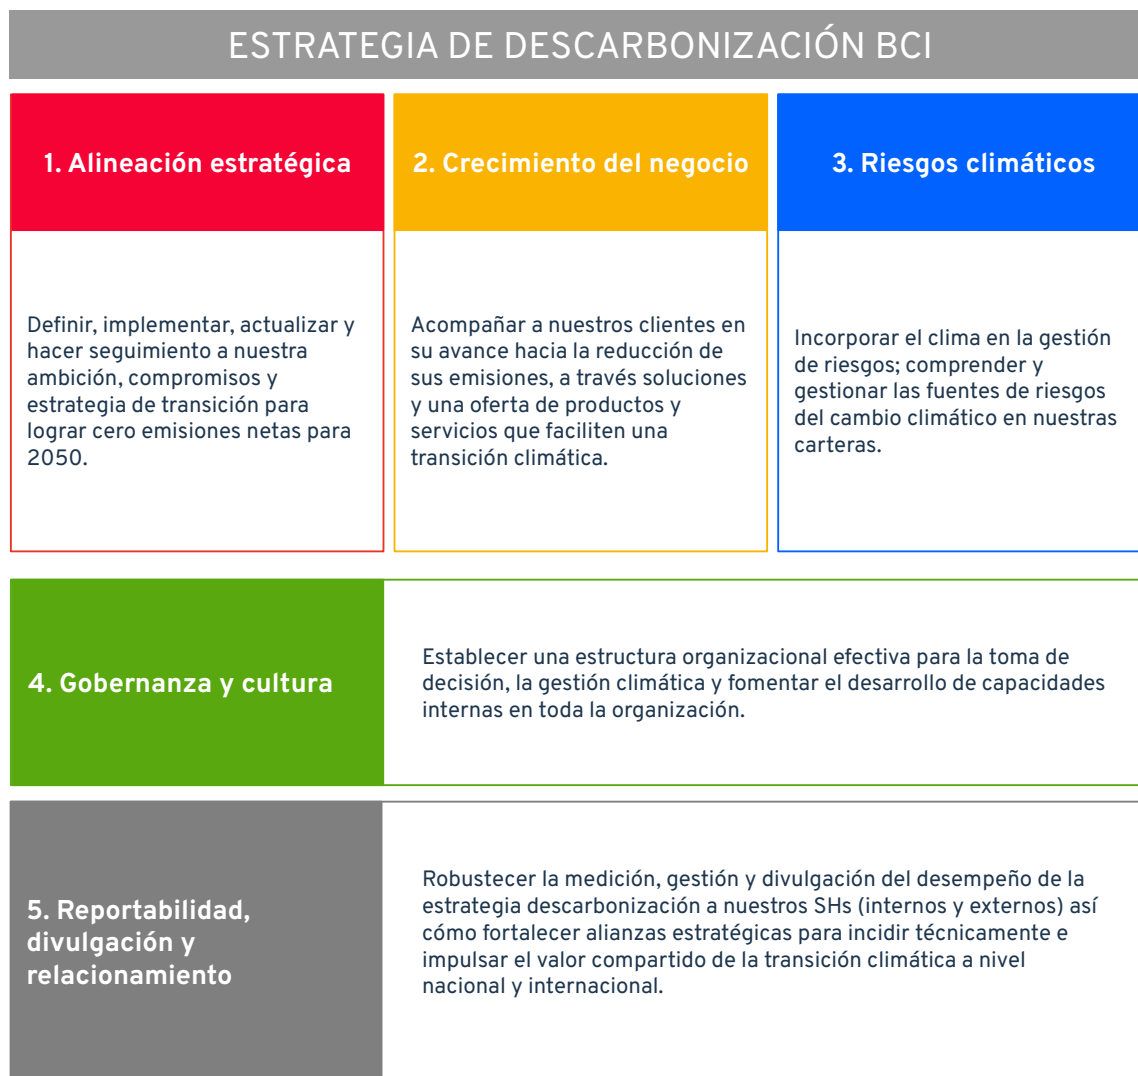 ESTRATEGIA DE DESCARBONIZACIÓN BCI
1. Alineación estratégica
Definir, implementar, actualizar y
hacer seguimiento a nuestra
ambición, compromisos y
estrategia de transición para
lograr cero emisiones netas para
2050.
2. Crecimiento del negocio
Acompañar a nuestros clientes en
su avance hacia la reducción de
sus emisiones, a través soluciones
y una oferta de productos y
servicios que faciliten una
transición climática.
3. Riesgos climáticos
Incorporar el clima en la gestión
de riesgos; comprender y
gestionar las fuentes de riesgos
del cambio climático en nuestras
carteras.
4. Gobernanza y cultura
Establecer una estructura organizacional efectiva para la toma de
decisión, la gestión climática y fomentar el desarrollo de capacidades
internas en toda la organización.
5. Reportabilidad,
divulgación y
relacionamiento
Robustecer la medición, gestión y divulgación del desempeño de la
estrategia descarbonización a nuestros SHs (internos y externos) así
cómo fortalecer alianzas estratégicas para incidir técnicamente e
impulsar el valor compartido de la transición climática a nivel
nacional y internacional.